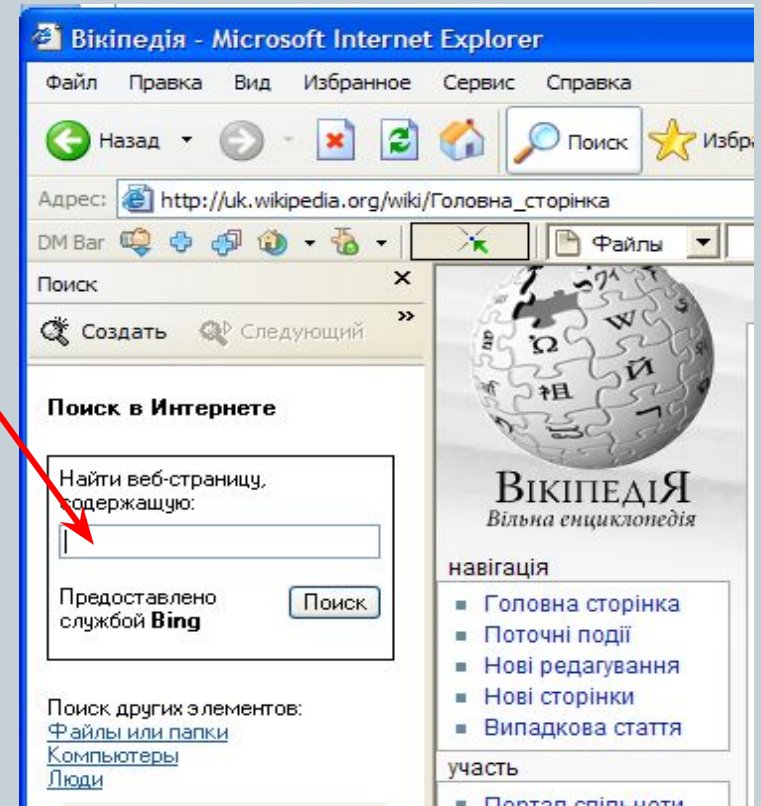 Вікіпедія - Microsoft Internet Explorer
Файл Правка Вид Избранное Сервис Справка
Назад Поиск
Адрес: http://uk.wikipedia.org/wiki/Головна_сторінка
DM Bar Файлы
Поиск
Создать Следующий
Поиск в Интернете
Найти веб-страницу,
содержащую:
Предоставлено
службой Bing
Поиск
Поиск других элементов:
Файлы или папки
Компьютеры
Люди
ВікіпедіЯ
Вільна енциклопедія
навігація
Головна сторінка
Поточні події
Нові редагування
Нові сторінки
Випадкова стаття
участь
Портал спільноти